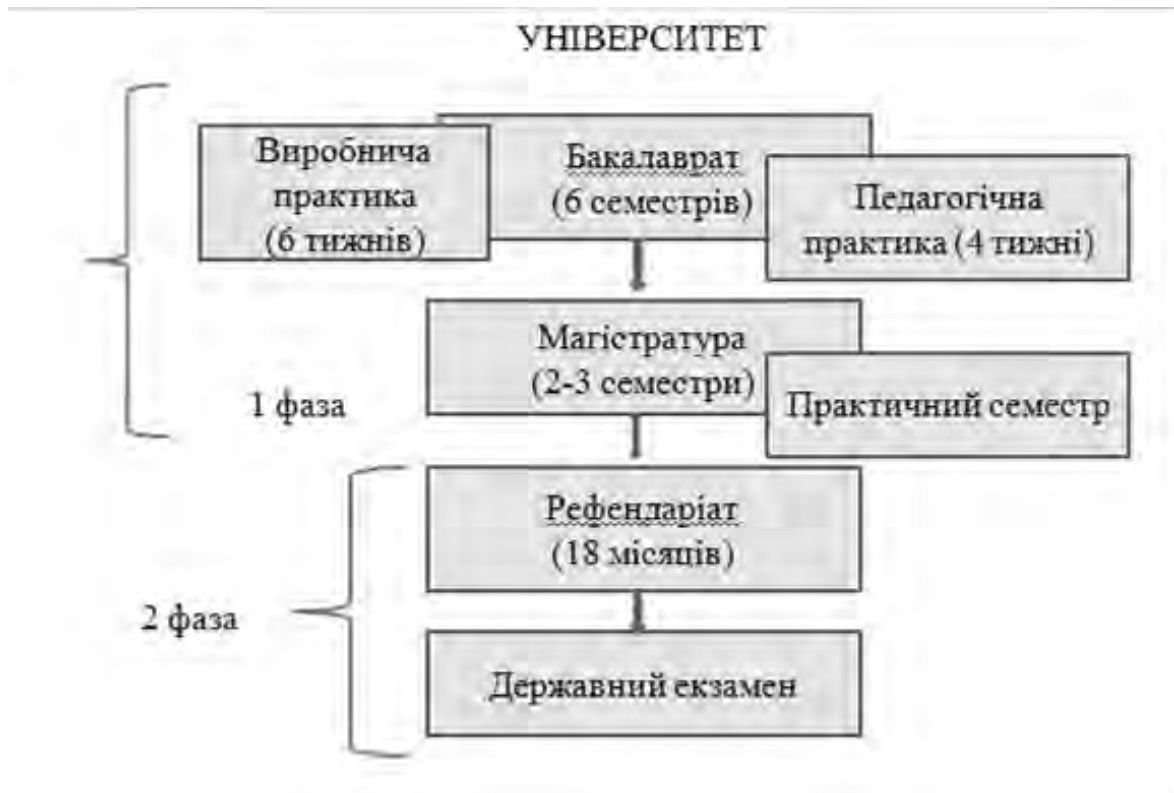 УНІВЕРСИТЕТ
Виробнича
практика
(6 тижнів)
Бакалаврат
(6 семестрів)
Педагогічна
практика (4 тижні)
Магістратура
(2-3 семестри)
Практичний семестр
1 фаза
Рефендаріат
(18 місяців)
2 фаза
Державний екзамен